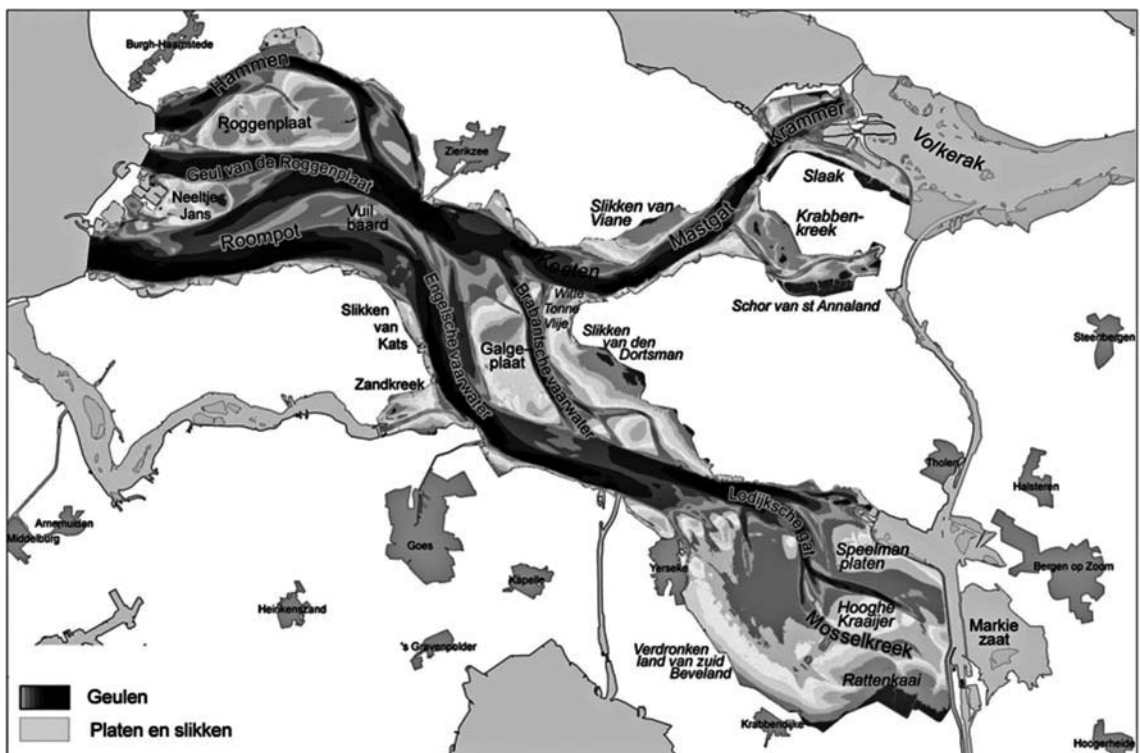 Burgh-Haamstede
Hammen
Roggenplaat
Zierikzee
Krammer
Volkerak
Geul van de Roggenplaat
Neeltje
Jans
Vuil
baard
Roompot
Slaak
Slikken van
Viane
Mastgat
Krabben-
kreek
Keeten
Schor van st Annaland
Engelsche vaarwater
Brabantsche vaarwater
Witte
Tonne
Vlije
Slikken
van
Kats
Slikken
van den
Dortsman
Galge-
plaat
Steenbergen
Zandkreek
Tholen
Halsteren
Lodijksche gat
Arnemuiden
Middelburg
Goes
Speelman
platen
Yerseke
Bergen op Zoom
Kapelle
Heinkenszand
Hooghe
Kraaijer
Mosselkreek
Markie
zaat
's Gravenpolder
Verdronken
land van zuid
Beveland
Rattenkaai
Krabbendijke
Hoogerheide
Geulen
Platen en slikken